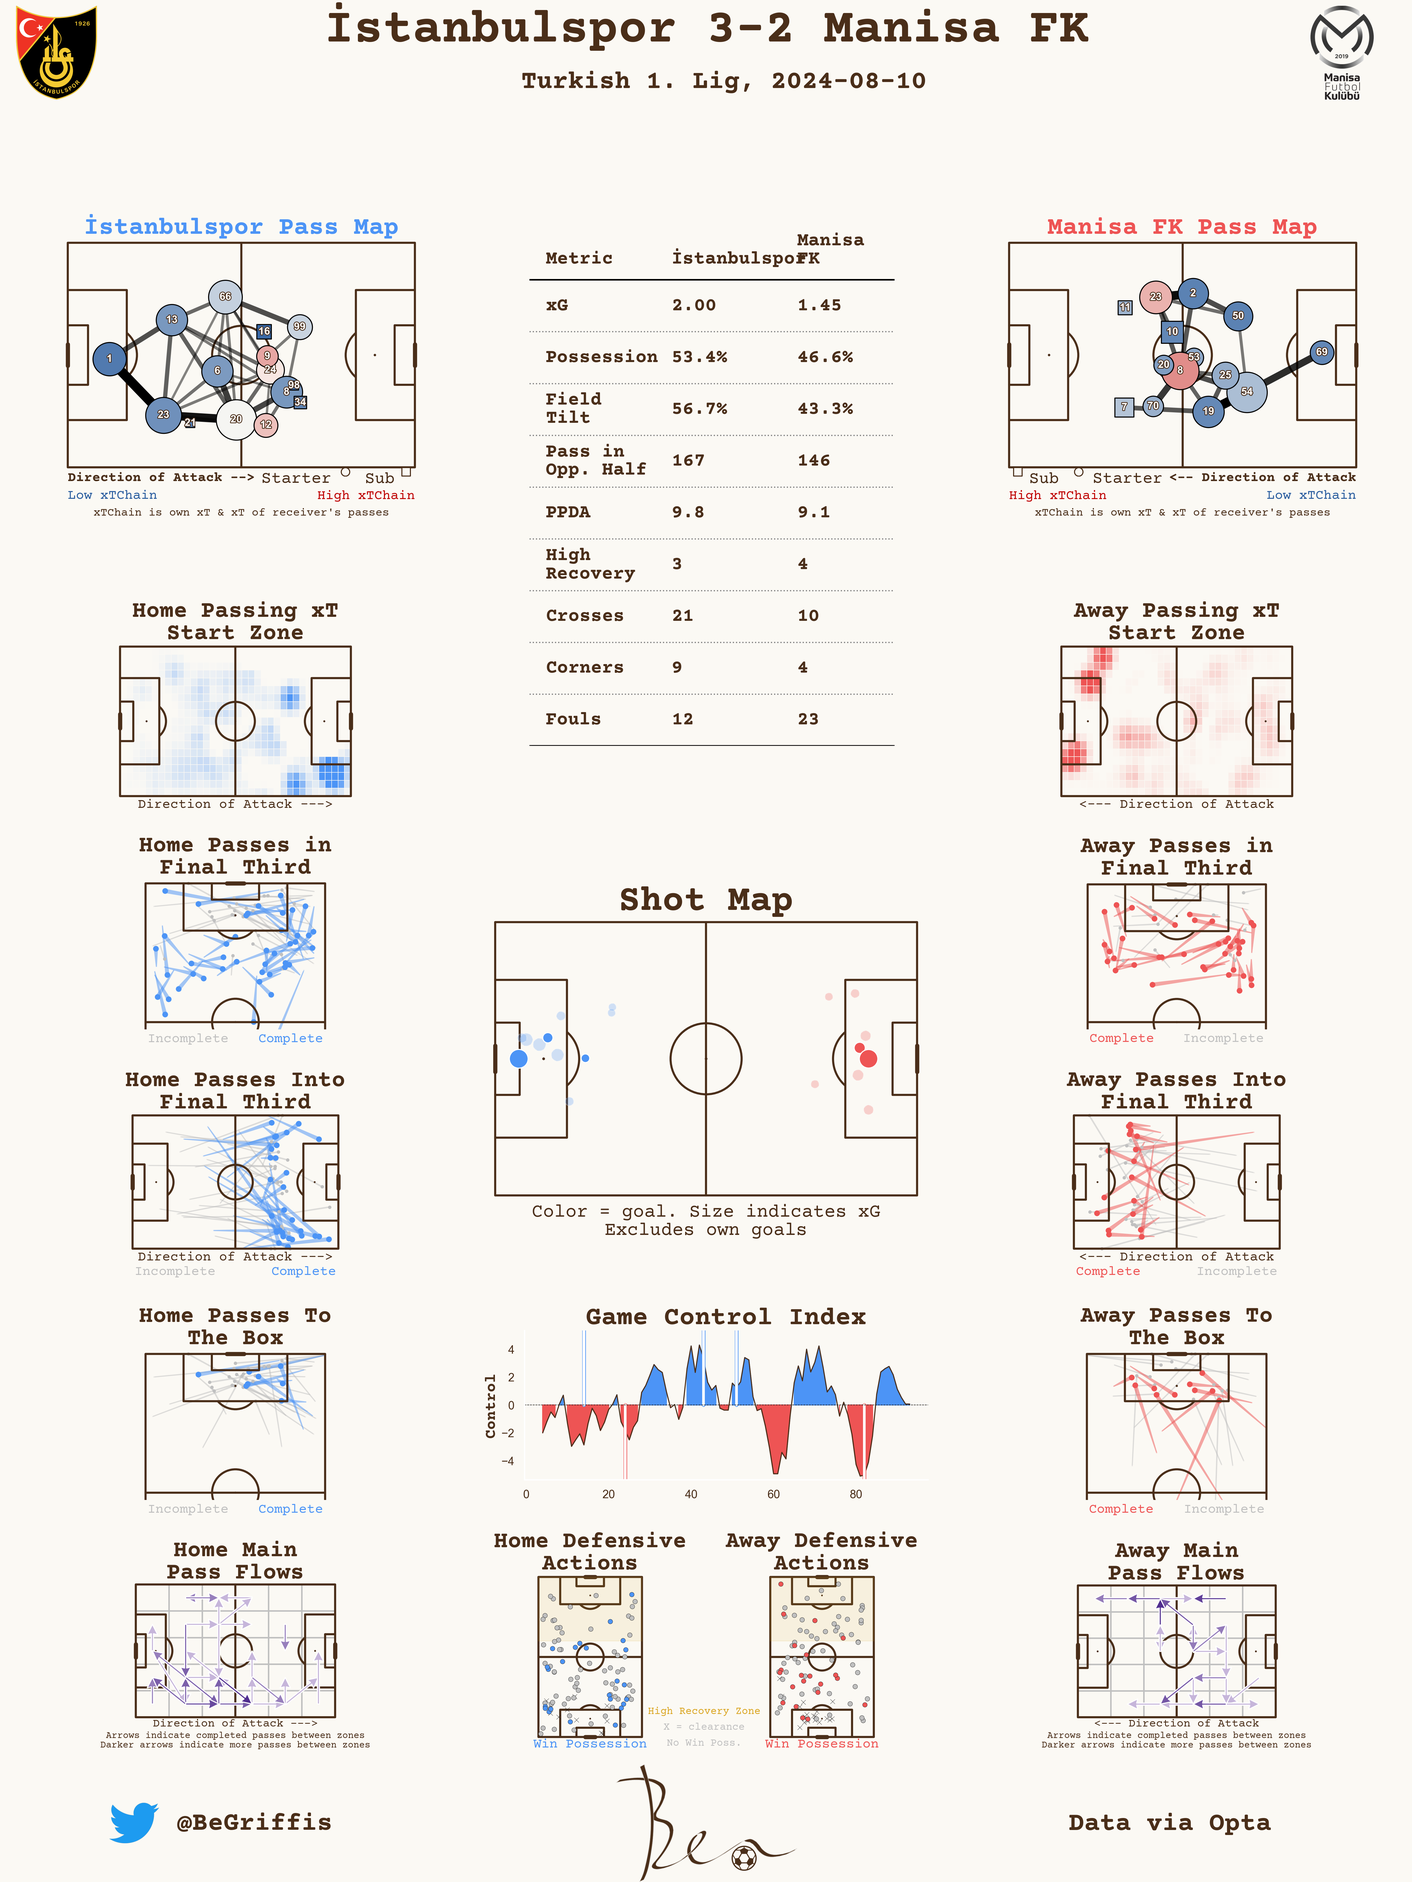 İstanbulspor 3-2 Manisa FK
Turkish 1. Lig, 2024-08-10
1926
İSTANBULSPOR
2019
Manisa
Futbol
Kulübü
İstanbulspor Pass Map
66
13
99
16
1
9
24
6
98
8
34
23
21
20
12
Direction of Attack --> Starter Sub
Low xTChain High xTChain
xTChain is own xT & xT of receiver's passes
Metric İstanbulspor Manisa FK
xG 2.00 1.45
Possession 53.4% 46.6%
Field Tilt 56.7% 43.3%
Pass in Opp. Half 167 146
PPDA 9.8 9.1
High Recovery 3 4
Crosses 21 10
Corners 9 4
Fouls 12 23
Manisa FK Pass Map
23
2
11
50
10
53
69
20
8
25
54
7
70
19
Sub Starter <-- Direction of Attack
High xTChain Low xTChain
xTChain is own xT & xT of receiver's passes
Home Passing xT
Start Zone
Direction of Attack --->
Away Passing xT
Start Zone
<--- Direction of Attack
Home Passes in
Final Third
Incomplete Complete
Away Passes in
Final Third
Complete Incomplete
Shot Map
Color = goal. Size indicates xG
Excludes own goals
Home Passes Into
Final Third
Direction of Attack --->
Incomplete Complete
Away Passes Into
Final Third
<--- Direction of Attack
Complete Incomplete
Home Passes To
The Box
Incomplete Complete
Game Control Index
Control
4
2
0
−2
−4
0 20 40 60 80
Away Passes To
The Box
Complete Incomplete
Home Main
Pass Flows
Direction of Attack --->
Arrows indicate completed passes between zones
Darker arrows indicate more passes between zones
Home Defensive
Actions
Win Possession
High Recovery Zone
X = clearance
No Win Poss.
Away Defensive
Actions
Win Possession
Away Main
Pass Flows
<--- Direction of Attack
Arrows indicate completed passes between zones
Darker arrows indicate more passes between zones
@BeGriffis
Ben
Data via Opta